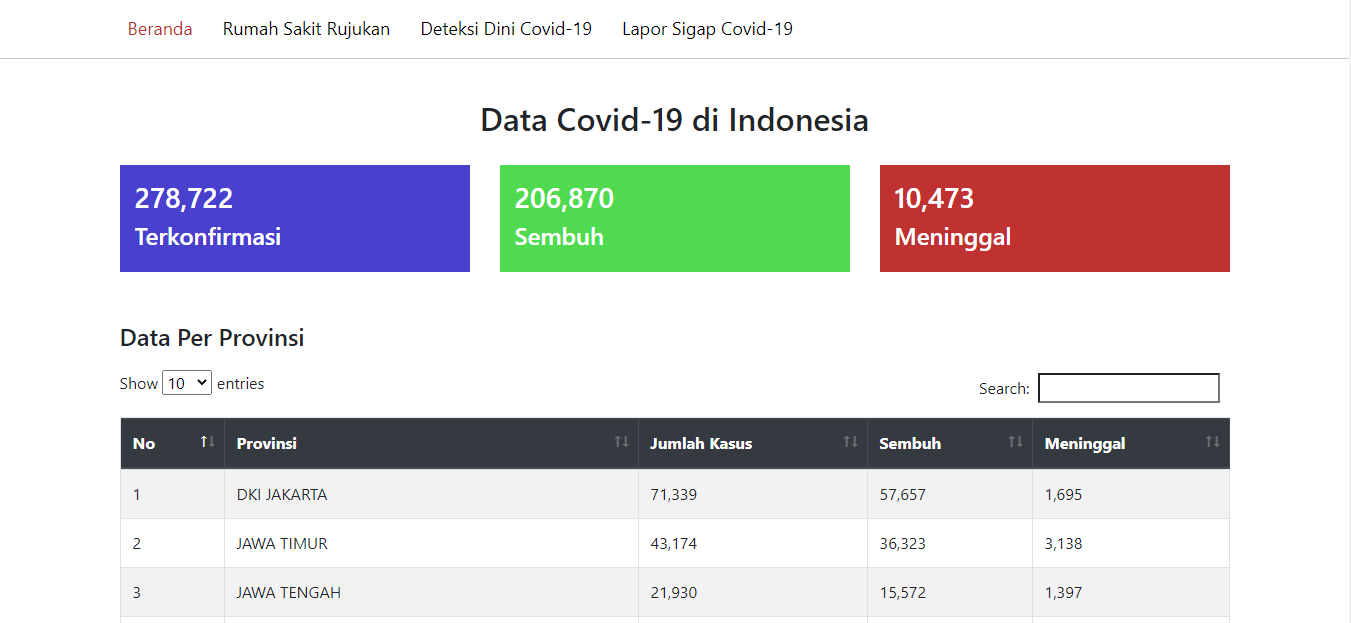 Beranda Rumah Sakit Rujukan Deteksi Dini Covid-19 Lapor Sigap Covid-19
Data Covid-19 di Indonesia
278,722
Terkonfirmasi
206,870
Sembuh
10,473
Meninggal
Data Per Provinsi
Show 10 entries
Search:
No Provinsi Jumlah Kasus Sembuh Meninggal
1 DKI JAKARTA 71,339 57,657 1,695
2 JAWA TIMUR 43,174 36,323 3,138
3 JAWA TENGAH 21,930 15,572 1,397